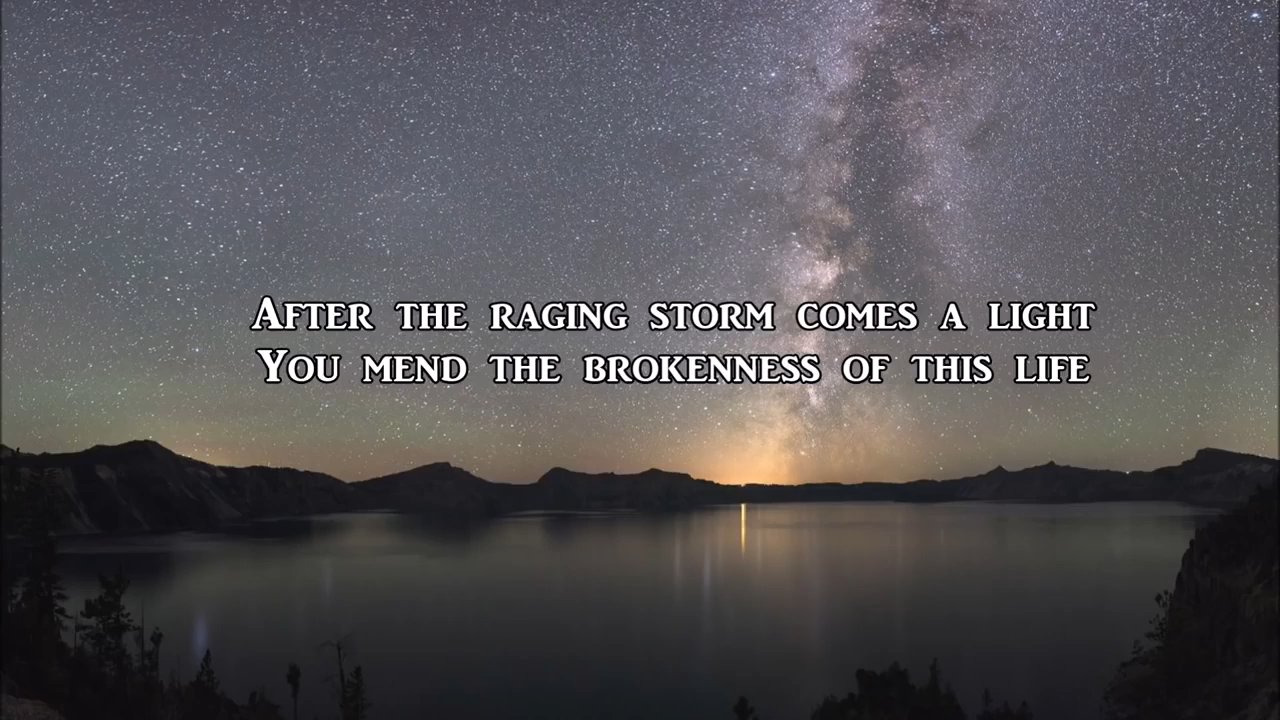 After the raging storm comes a light
You mend the brokenness of this life